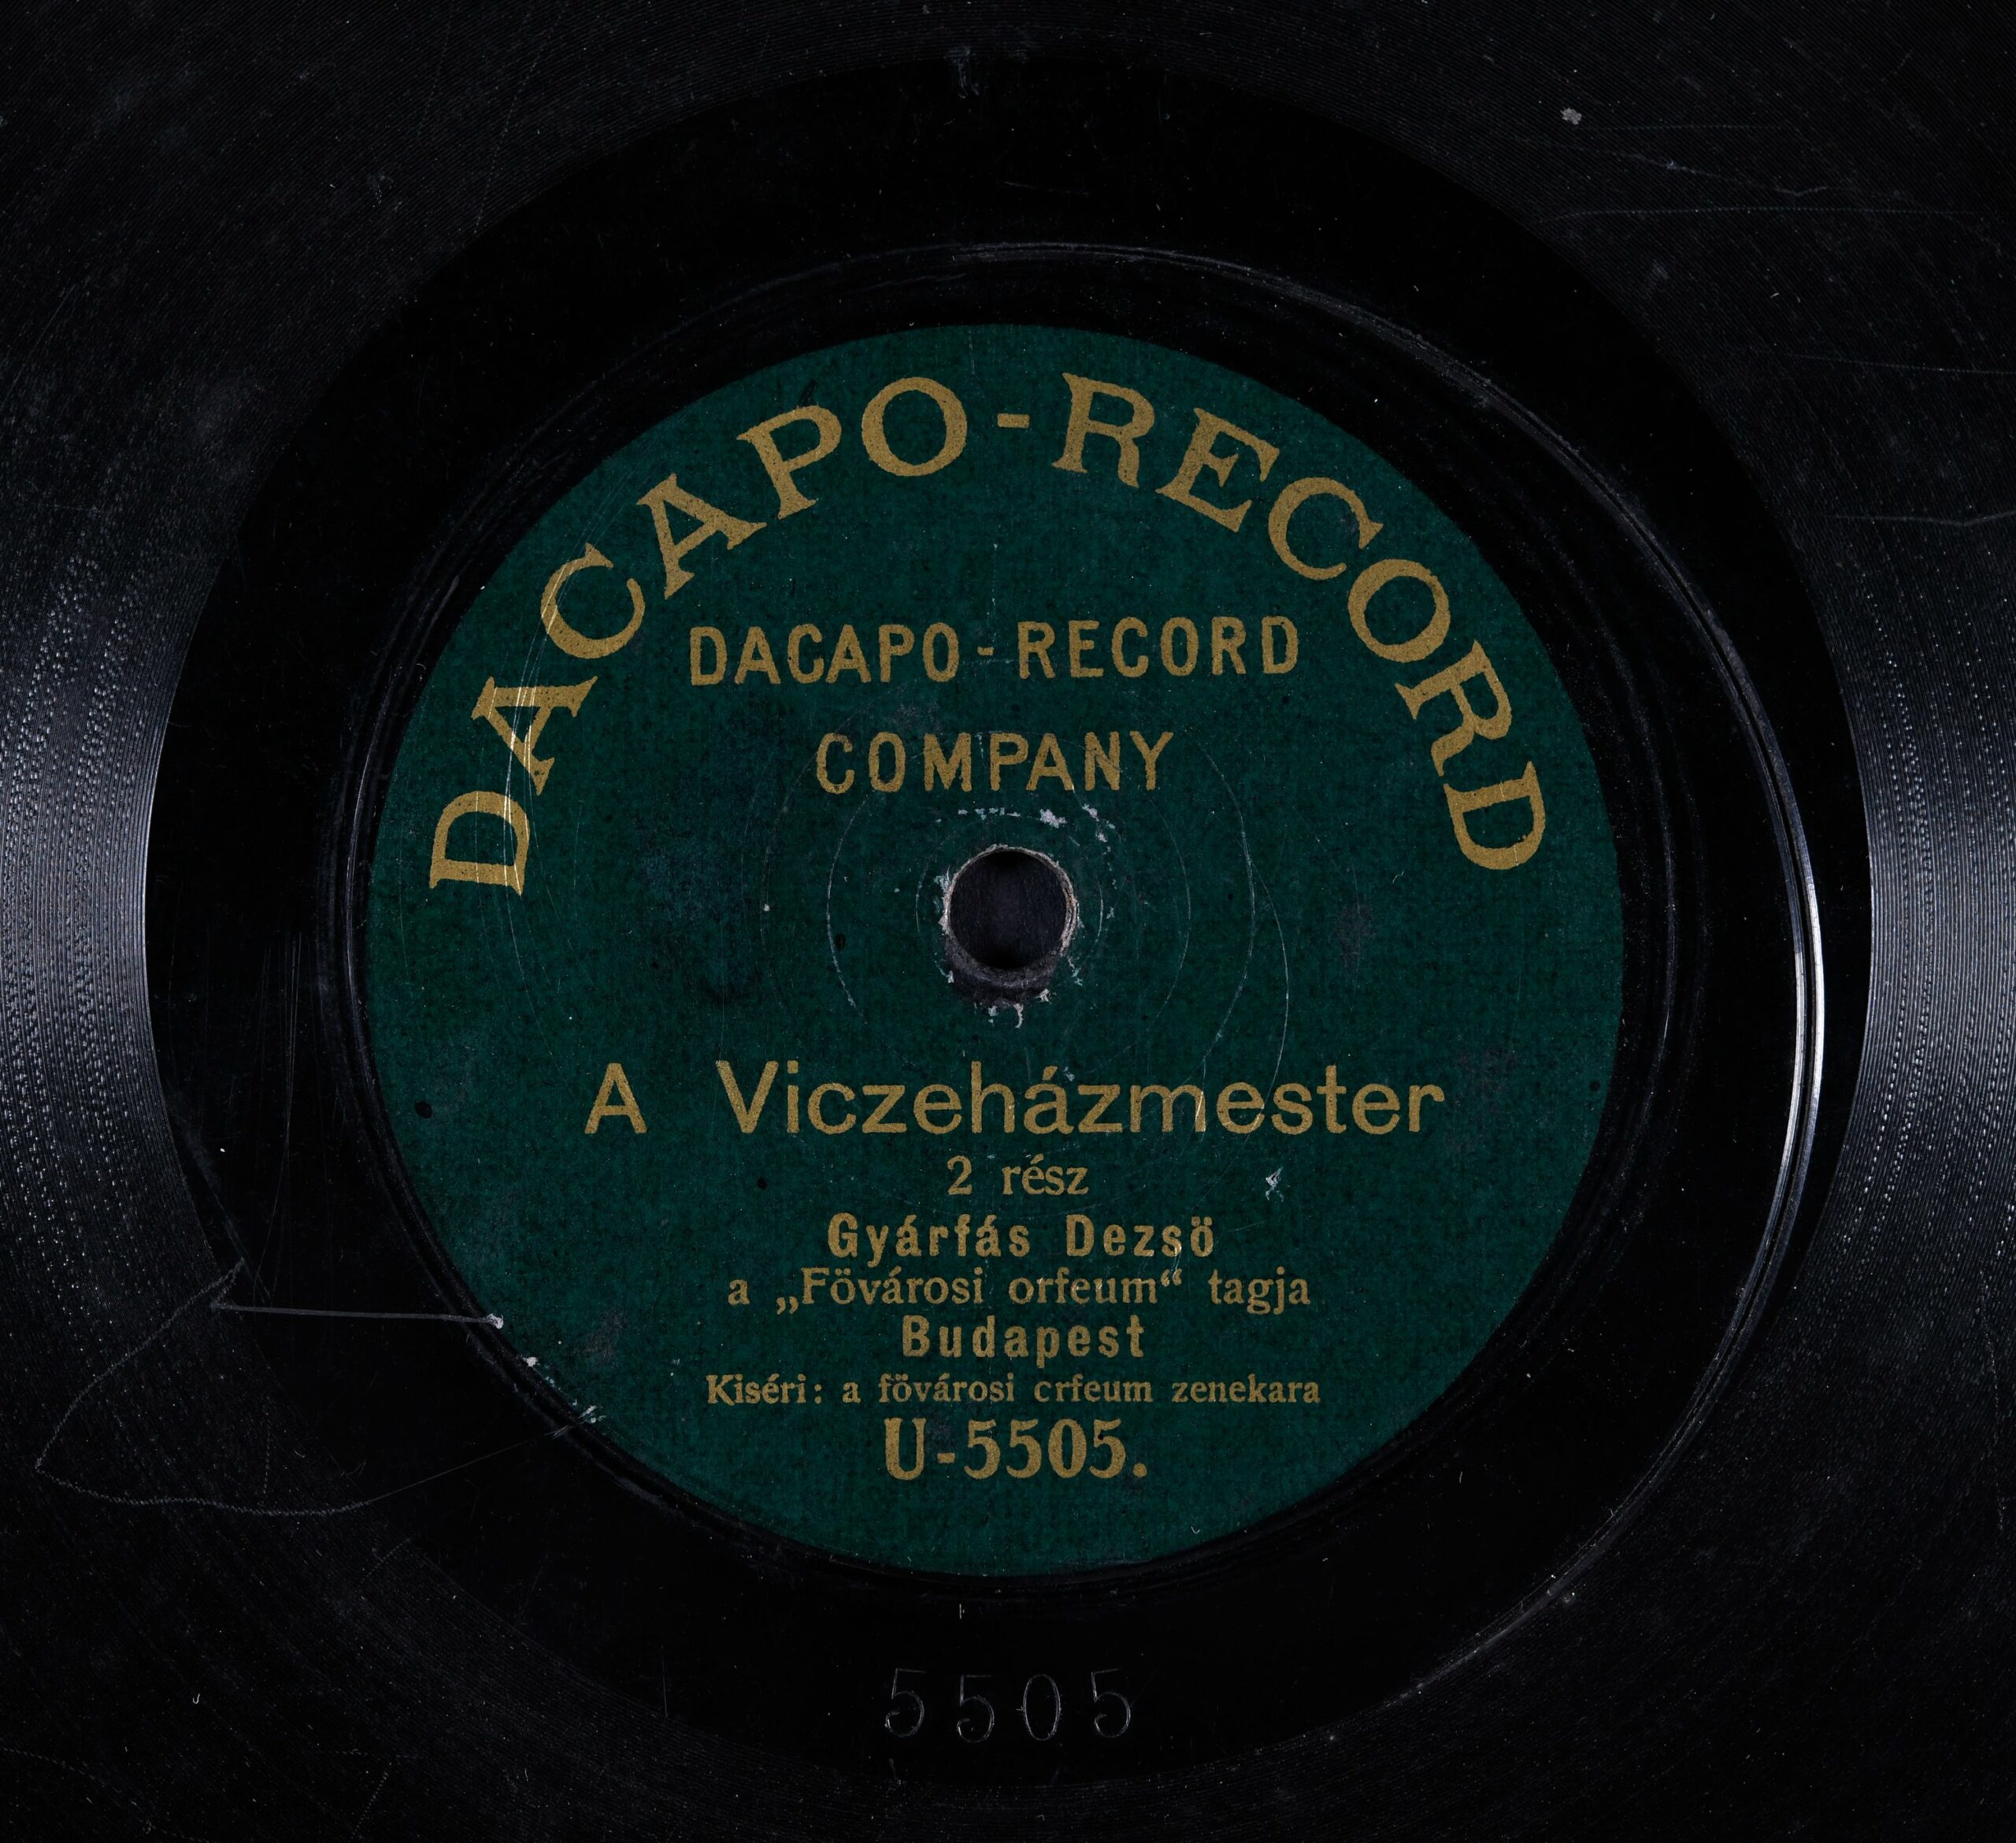 DACAPO-RECORD
DACAPO-RECORD
COMPANY
A Viczeházmester
2 rész
Gyárfás Dezsö
a „Fövárosi orfeum“ tagja
Budapest
Kiséri: a fövárosi crfeum zenekara
U-5505.
5505